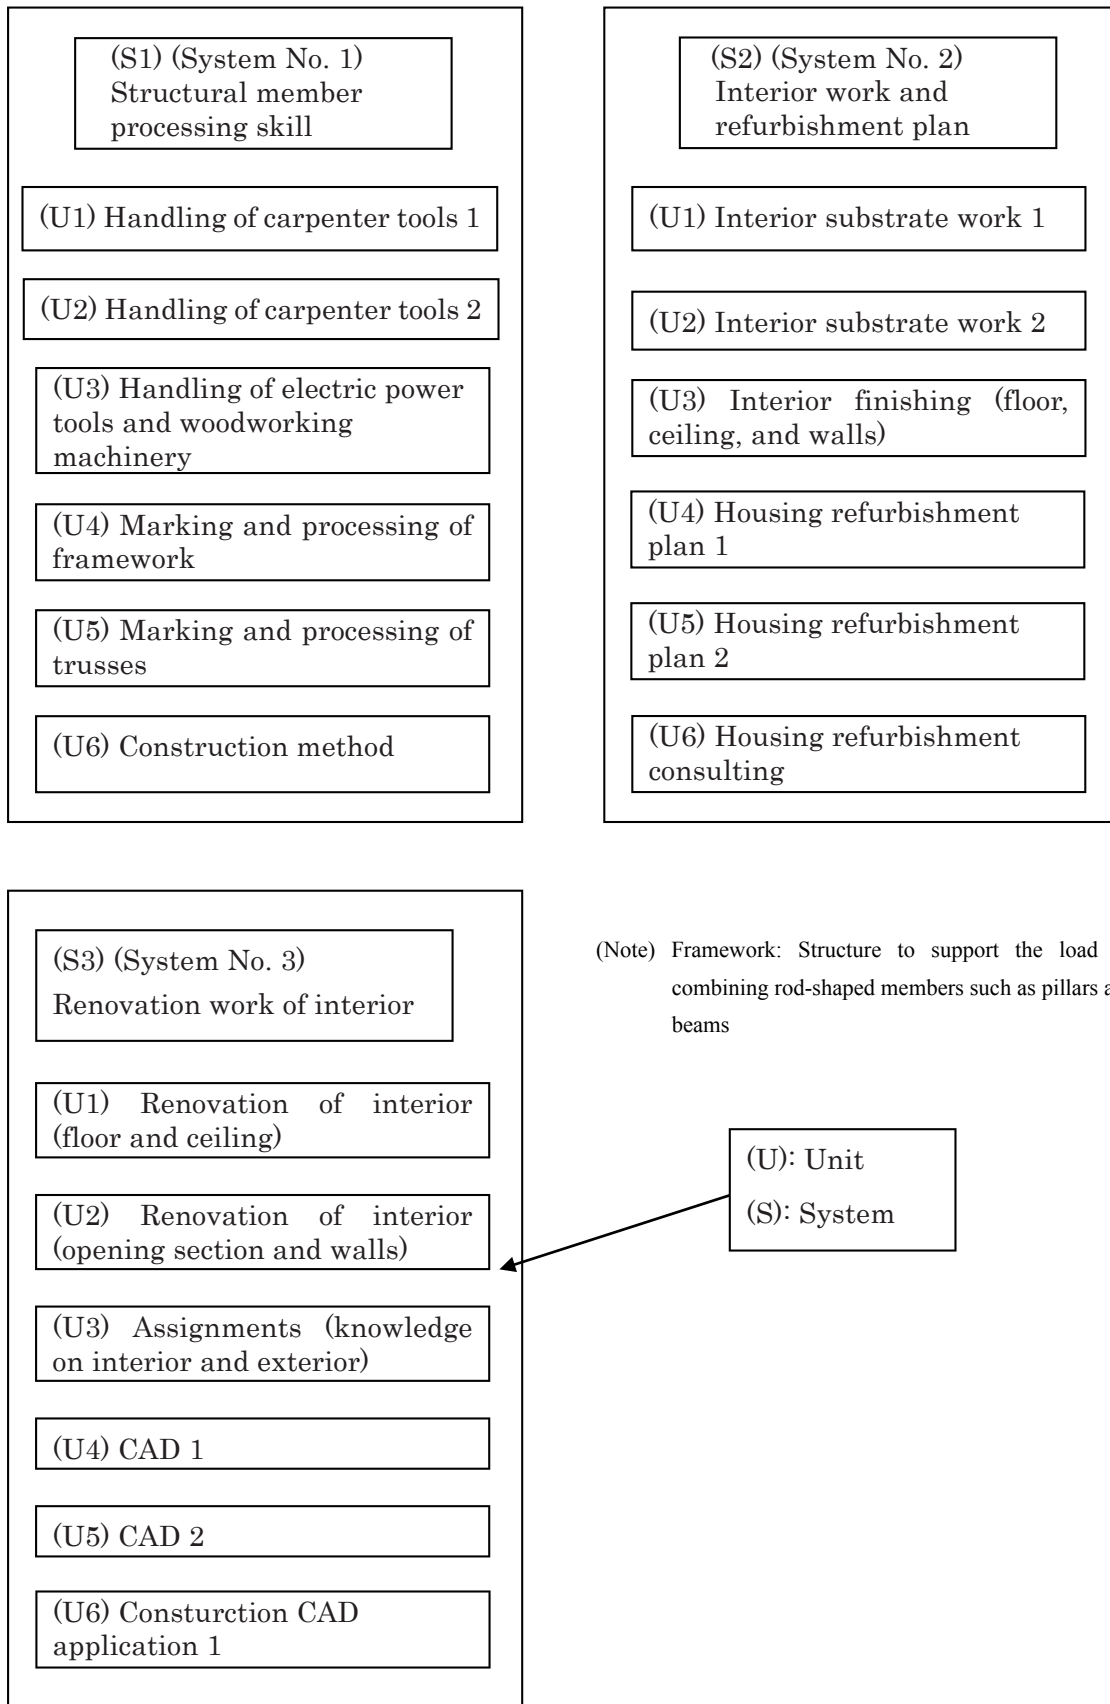 (S1) (System No. 1)
Structural member
processing skill
(U1) Handling of carpenter tools 1
(U2) Handling of carpenter tools 2
(U3) Handling of electric power
tools and woodworking
machinery
(U4) Marking and processing of
framework
(U5) Marking and processing of
trusses
(U6) Construction method
(S2) (System No. 2)
Interior work and
refurbishment plan
(U1) Interior substrate work 1
(U2) Interior substrate work 2
(U3) Interior finishing (floor,
ceiling, and walls)
(U4) Housing refurbishment
plan 1
(U5) Housing refurbishment
plan 2
(U6) Housing refurbishment
consulting
(S3) (System No. 3)
Renovation work of interior
(U1) Renovation of interior
(floor and ceiling)
(U2) Renovation of interior
(opening section and walls)
(U3) Assignments (knowledge
on interior and exterior)
(U4) CAD 1
(U5) CAD 2
(U6) Consturction CAD
application 1
(Note) Framework: Structure to support the load
combining rod-shaped members such as pillars
beams
(U): Unit
(S): System